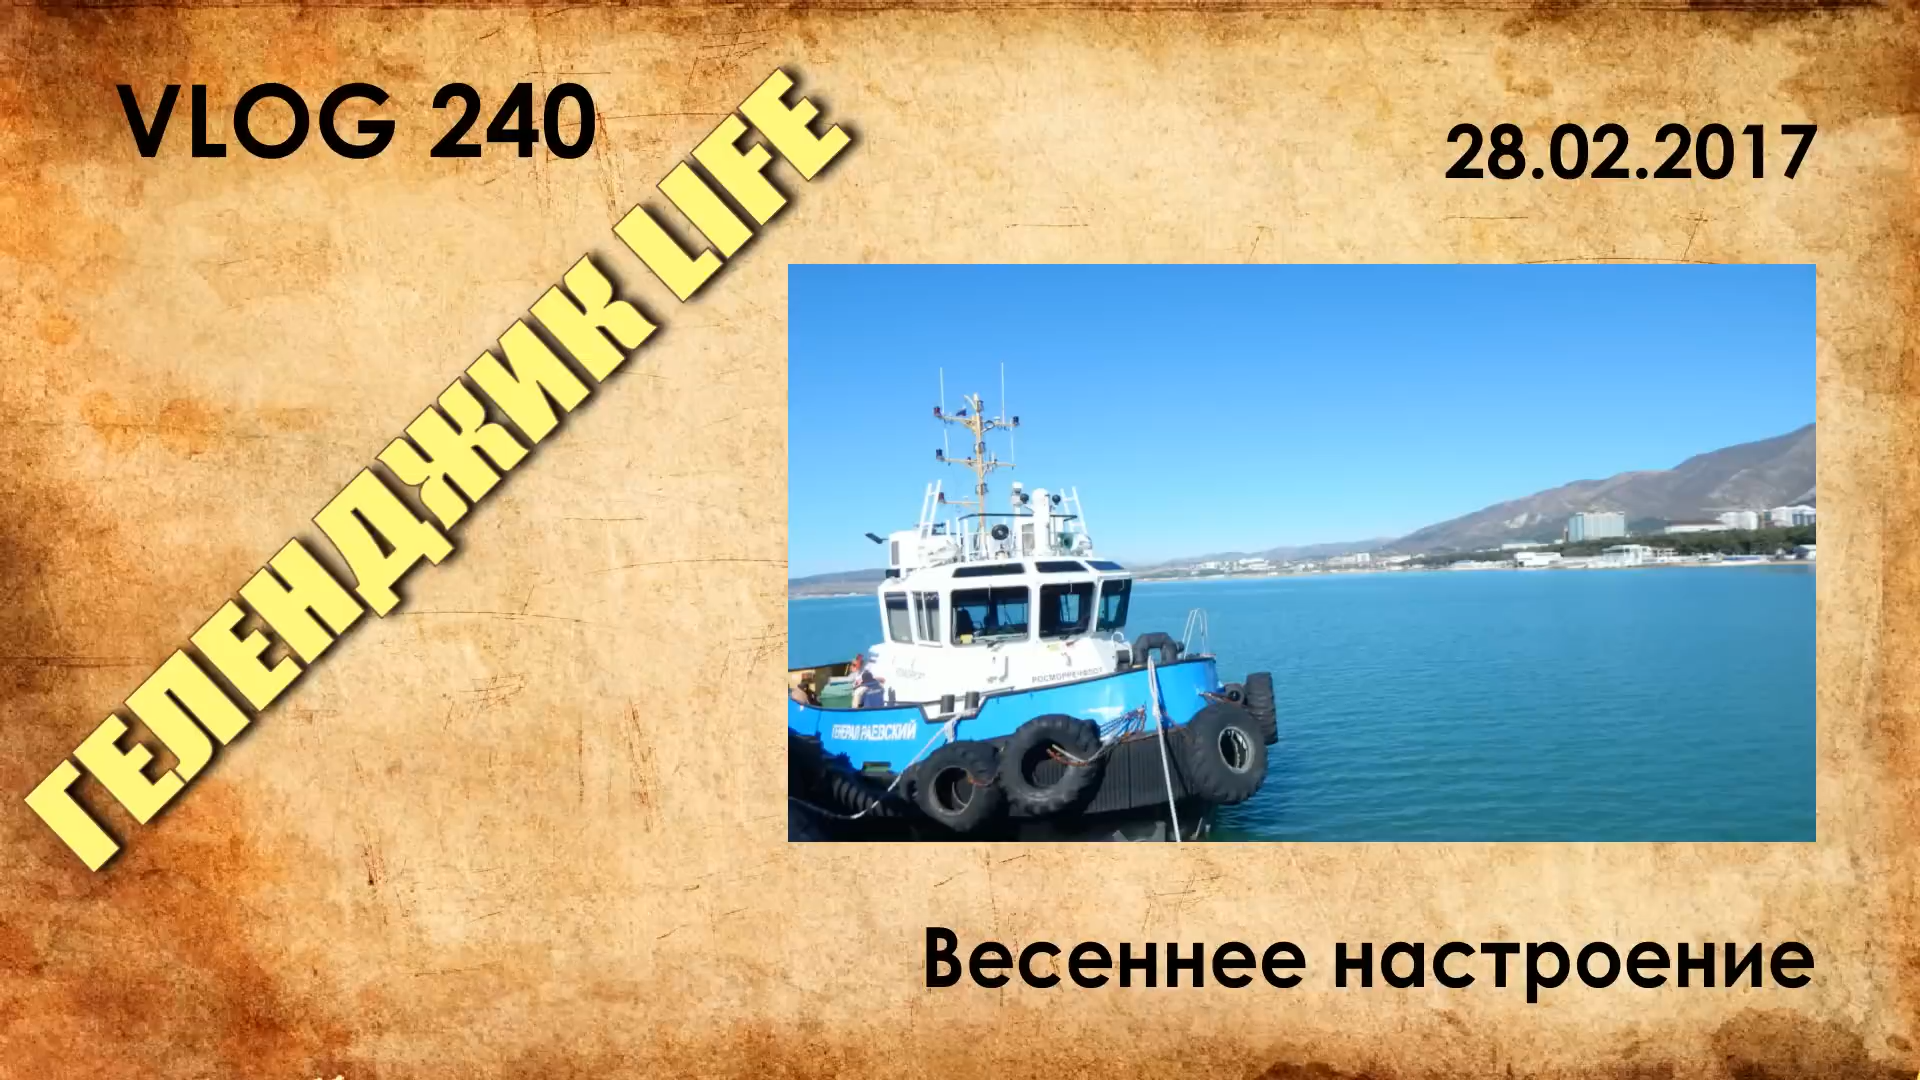 VLOG 240
28.02.2017
ГЕЛЕНДЖИК LIFE
РОСМОРРЕЧФЛОТ
ГЕНЕРАЛ РАЕВСКИЙ
Весеннее настроение